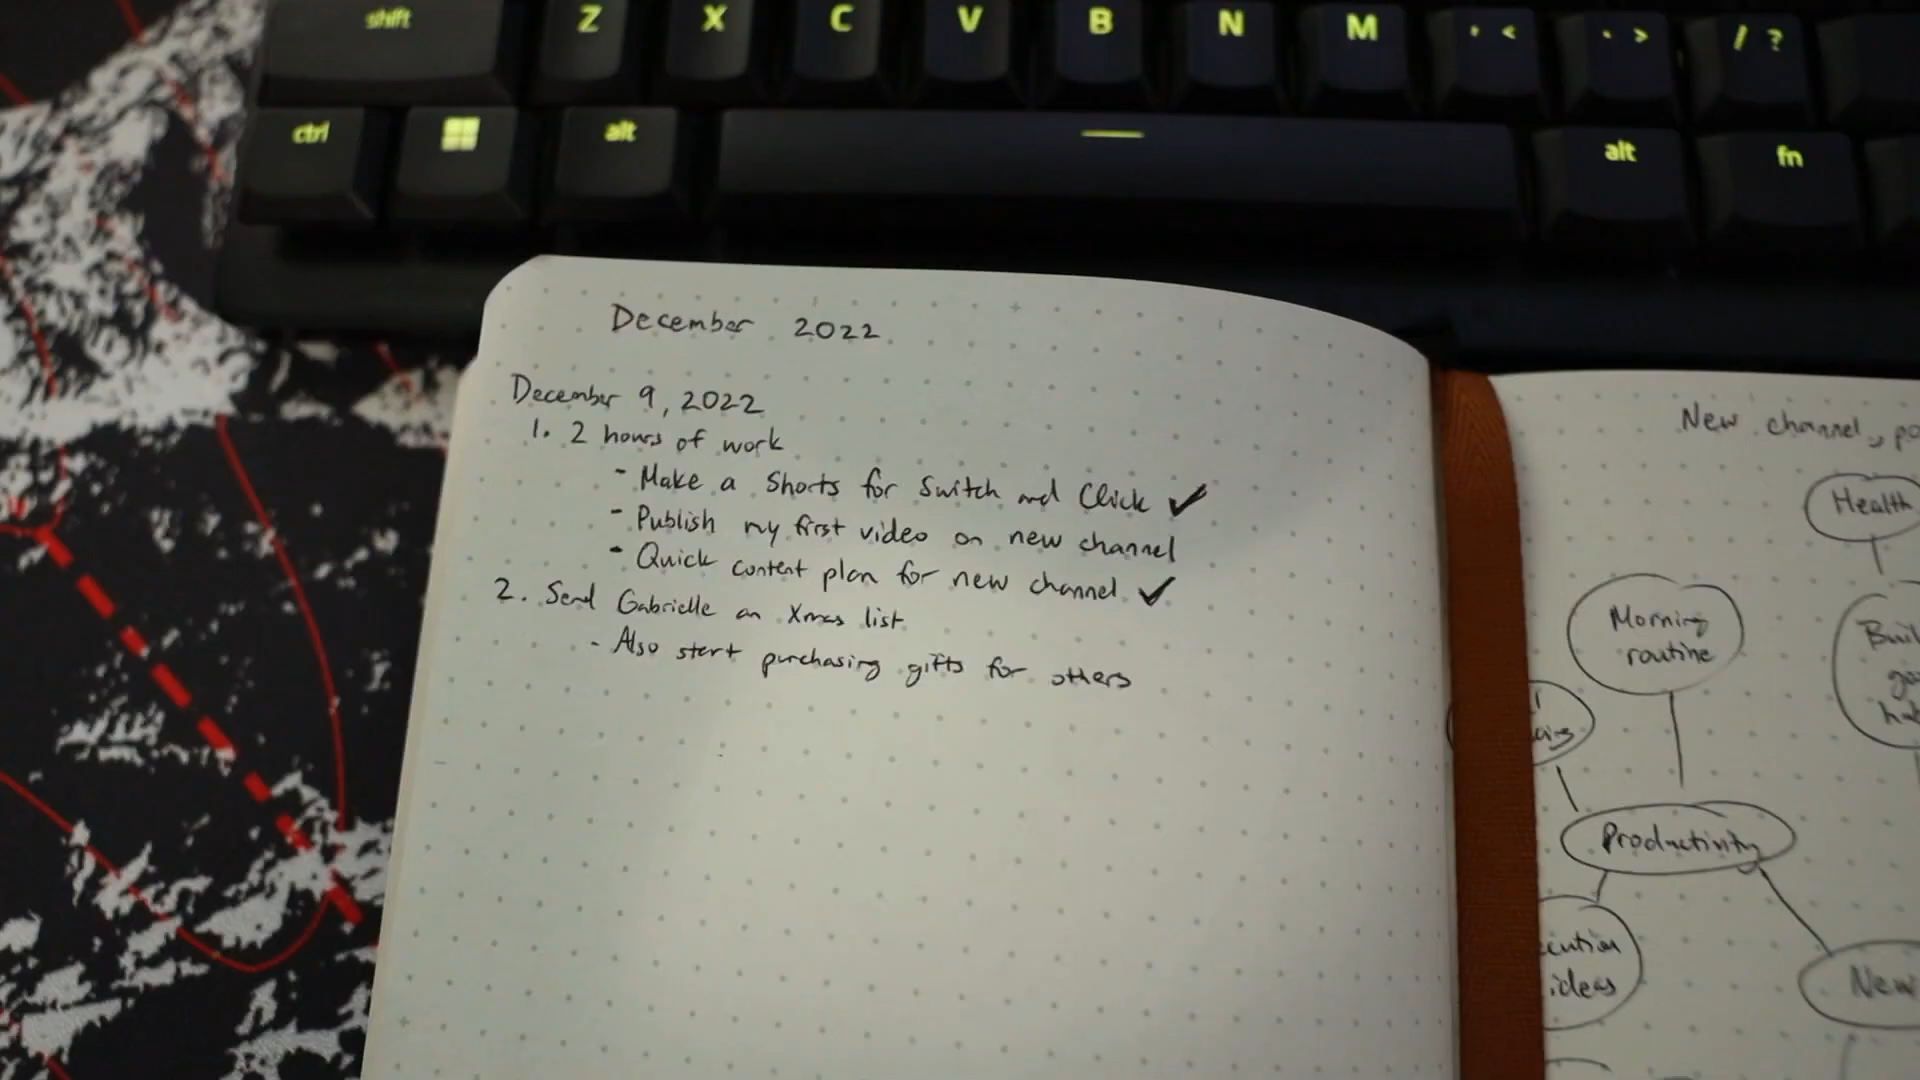 shift Z X C V B N M , < . > / ?
ctrl alt alt fn
December 2022
December 9, 2022
1. 2 hours of work
- Make a Shorts for Switch and Click ✓
- Publish my first video on new channel
- Quick content plan for new channel ✓
2. Send Gabrielle an Xmas list
- Also start purchasing gifts for others
New channel,
Health
Morning
routine
Productivity
ideas
New